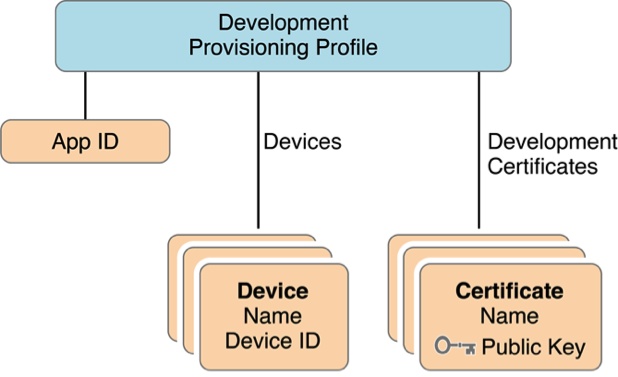 Development
Provisioning Profile
App ID
Devices
Development
Certificates
Device
Name
Device ID
Certificate
Name
Public Key